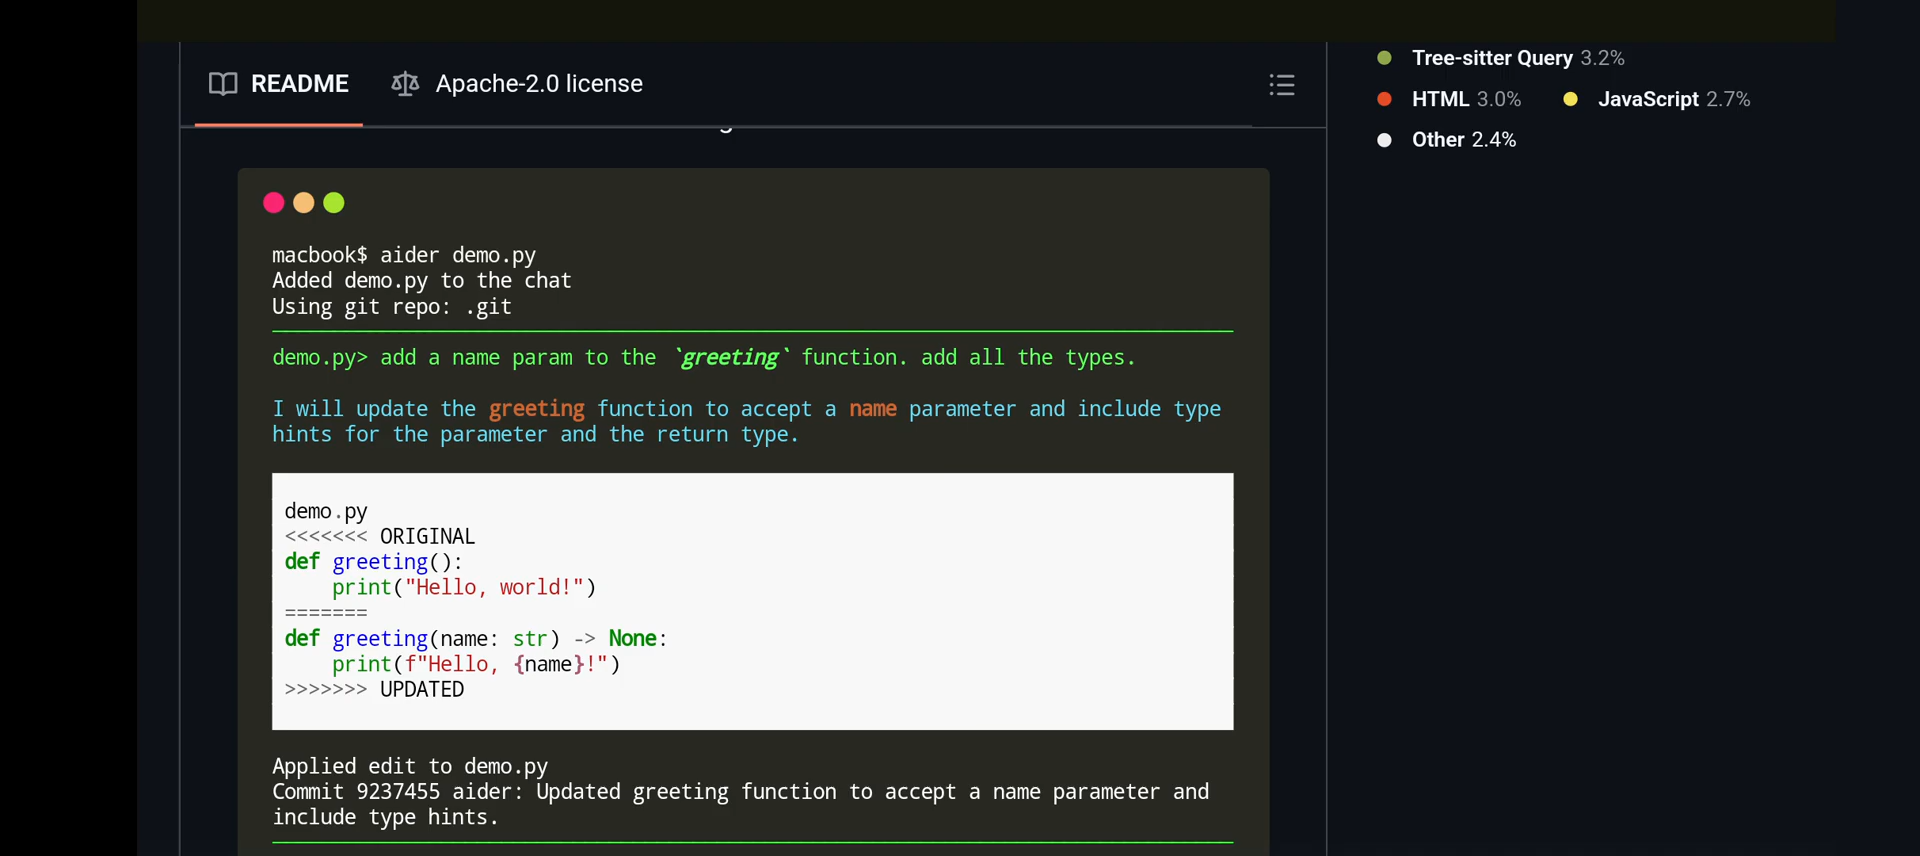 README
Apache-2.0 license
macbook$ aider demo.py
Added demo.py to the chat
Using git repo: .git
demo.py> add a name param to the `greeting` function. add all the types.
I will update the greeting function to accept a name parameter and include type
hints for the parameter and the return type.
demo.py
<<<<<<< ORIGINAL
def greeting():
    print("Hello, world!")
=======
def greeting(name: str) -> None:
    print(f"Hello, {name}!")
>>>>>>> UPDATED
Applied edit to demo.py
Commit 9237455 aider: Updated greeting function to accept a name parameter and
include type hints.
Tree-sitter Query 3.2%
HTML 3.0% JavaScript 2.7%
Other 2.4%